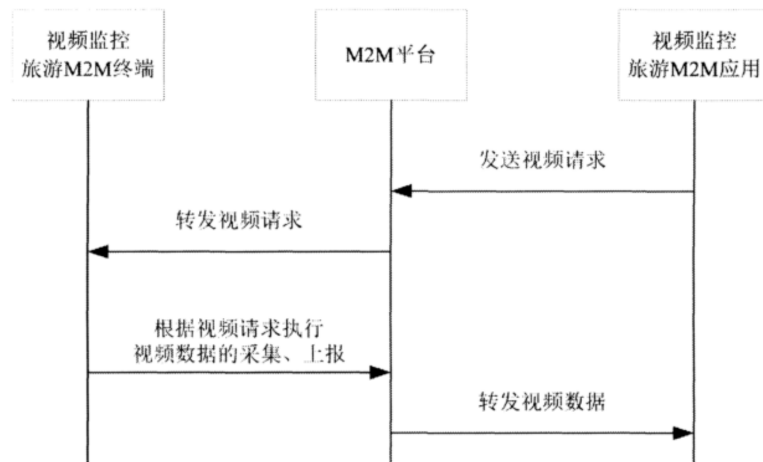 视频监控
旅游M2M终端
M2M平台
视频监控
旅游M2M应用
发送视频请求
转发视频请求
根据视频请求执行
视频数据的采集、上报
转发视频数据